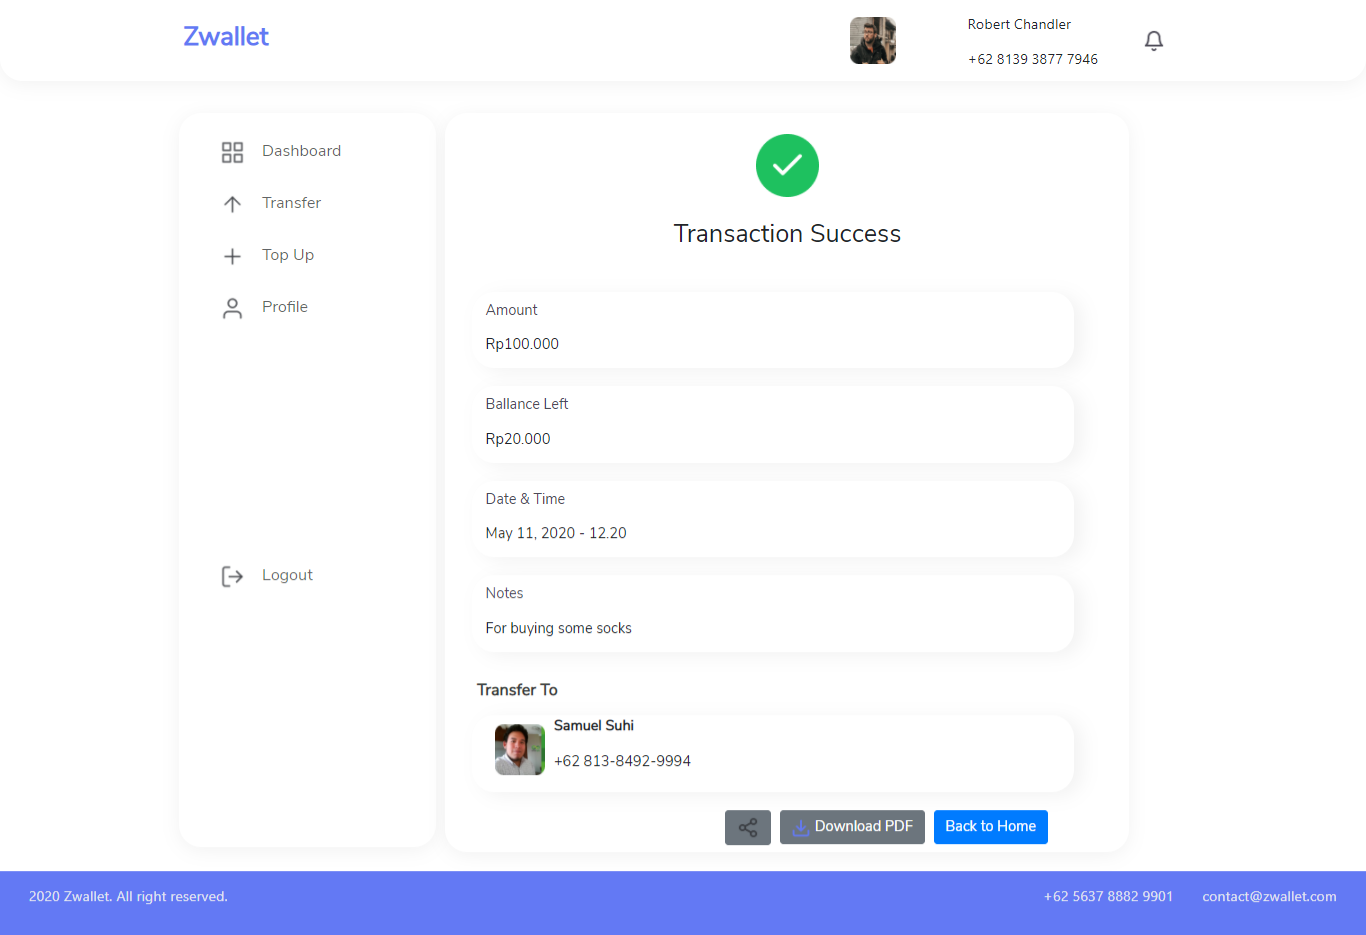 Zwallet
Robert Chandler
+62 8139 3877 7946
Dashboard
Transfer
Top Up
Profile
Logout
Transaction Success
Amount
Rp100.000
Ballance Left
Rp20.000
Date & Time
May 11, 2020 - 12.20
Notes
For buying some socks
Transfer To
Samuel Suhi
+62 813-8492-9994
Download PDF
Back to Home
2020 Zwallet. All right reserved.
+62 5637 8882 9901
contact@zwallet.com